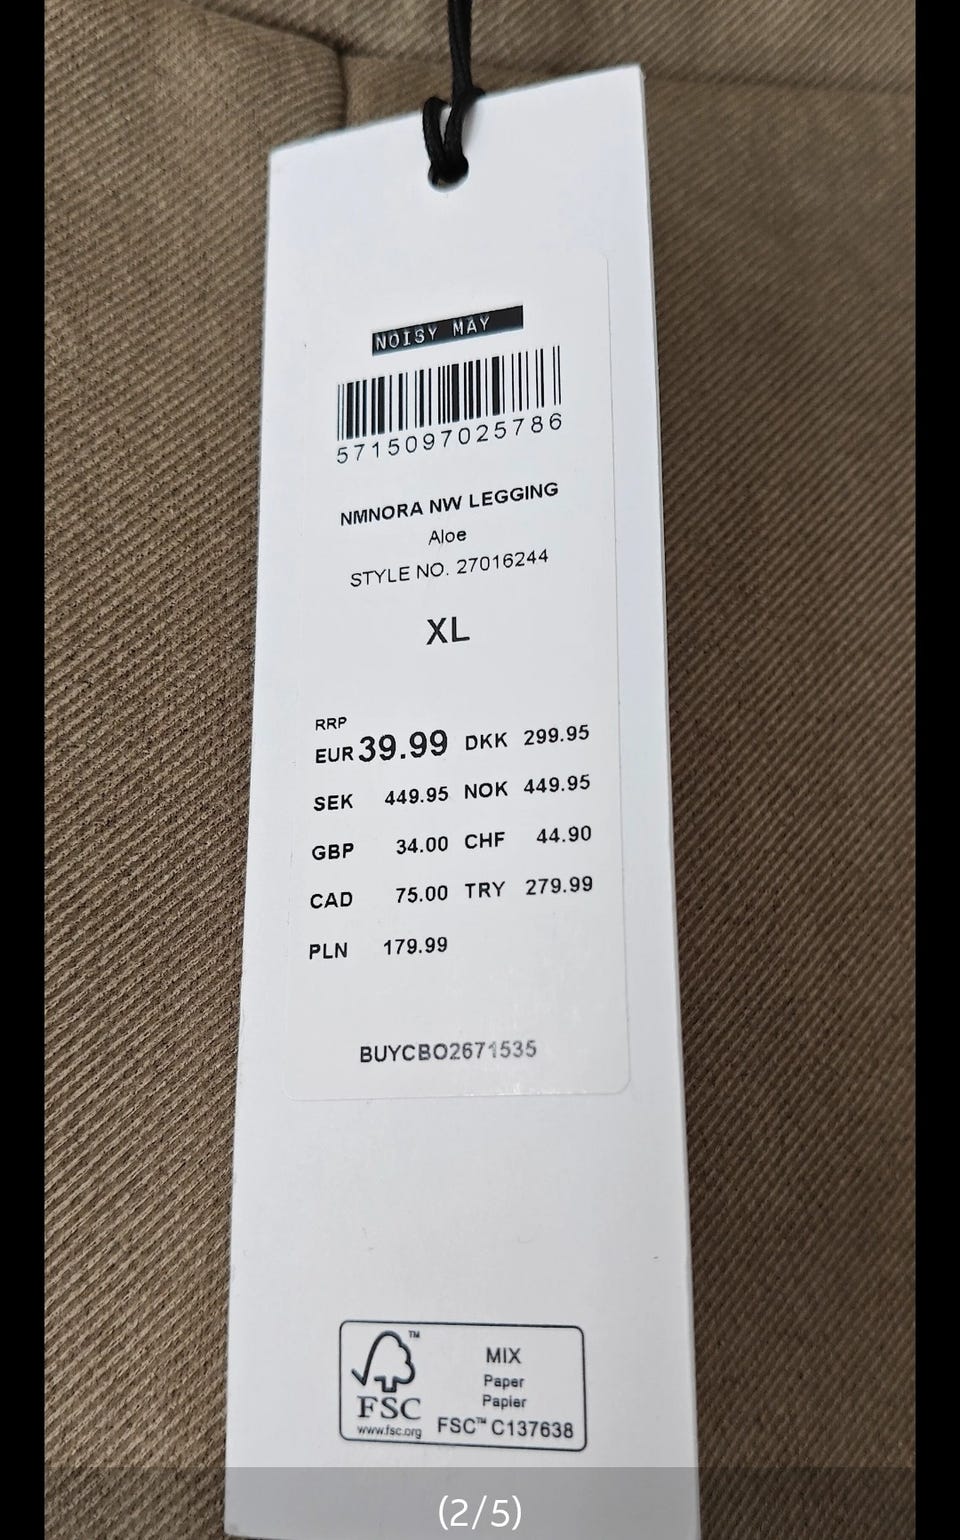 NOISY MAY
5715097025786
NMNORA NW LEGGING
Aloe
STYLE NO. 27016244
XL
RRP
EUR 39.99 DKK 299.95
SEK 449.95 NOK 449.95
GBP 34.00 CHF 44.90
CAD 75.00 TRY 279.99
PLN 179.99
BUYCBO2671535
TM
FSC
www.fsc.org
MIX
Paper
Papier
FSC™ C137638
(2/5)